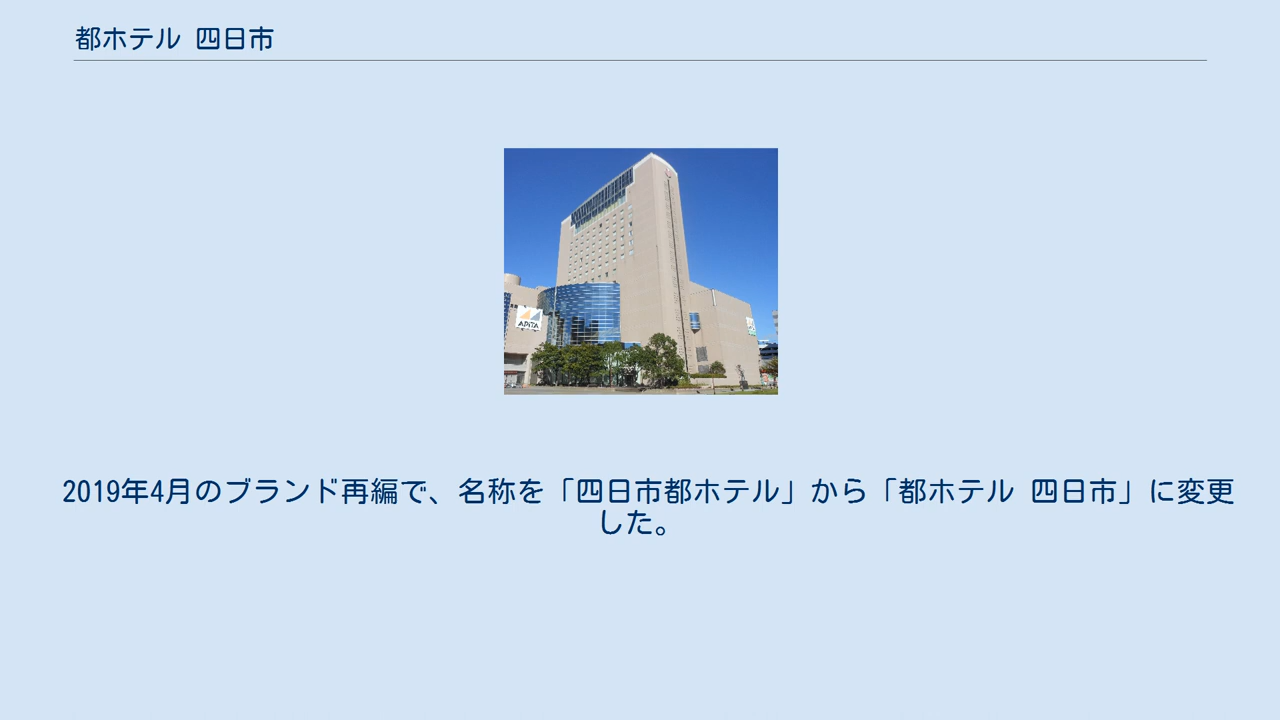 都ホテル 四日市
APiTA
2019年4月のブランド再編で、名称を「四日市都ホテル」から「都ホテル 四日市」に変更
した。